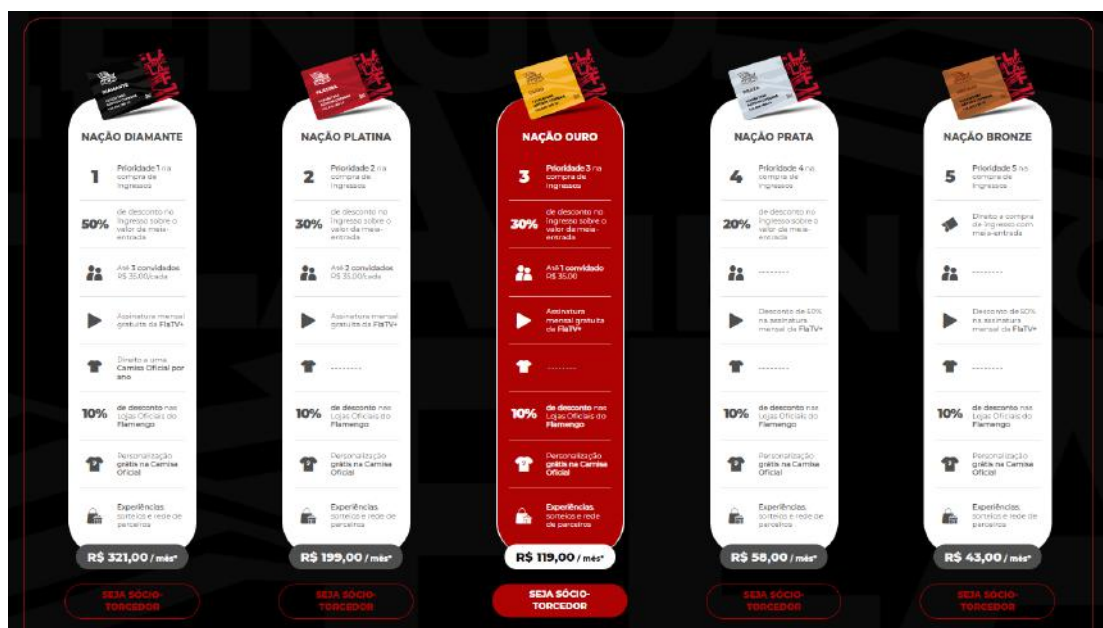 NAÇÃO DIAMANTE
1
Prioridade 1 na
compra de
Ingressos
50%
de desconto no
Ingresso sobre o
valor da meia-
entrada
Até 3 convidados
R$ 35,00/cada
Assinatura mensal
gratuita da FlaTV+
Direito a uma
Camisa Oficial por
ano
10%
de desconto nas
Lojas Oficiais do
Flamengo
Personalização
grátis na Camisa
Oficial
Experiências,
sorteios e rede de
parceiros
R$ 321,00 / mês*
SEJA SÓCIO-
TORCEDOR
NAÇÃO PLATINA
2
Prioridade 2 na
compra de
Ingressos
30%
de desconto no
Ingresso sobre o
valor da meia-
entrada
Até 2 convidados
R$ 35,00/cada
Assinatura mensal
gratuita da FlaTV+
--------
10%
de desconto nas
Lojas Oficiais do
Flamengo
Personalização
grátis na Camisa
Oficial
Experiências,
sorteios e rede de
parceiros
R$ 199,00 / mês*
SEJA SÓCIO-
TORCEDOR
NAÇÃO OURO
3
Prioridade 3 na
compra de
Ingressos
30%
de desconto no
Ingresso sobre o
valor da meia-
entrada
Até 1 convidado
R$ 35,00
Assinatura
mensal gratuita
da FlaTV+
--------
10%
de desconto nas
Lojas Oficiais do
Flamengo
Personalização
grátis na Camisa
Oficial
Experiências,
sorteios e rede
de parceiros
R$ 119,00 / mês*
SEJA SÓCIO-
TORCEDOR
NAÇÃO PRATA
4
Prioridade 4 na
compra de
Ingressos
20%
de desconto no
Ingresso sobre o
valor da meia-
entrada
--------
Desconto de 60%
na assinatura
mensal da FlaTV+
--------
10%
de desconto nas
Lojas Oficiais do
Flamengo
Personalização
grátis na Camisa
Oficial
Experiências,
sorteios e rede de
parceiros
R$ 58,00 / mês*
SEJA SÓCIO-
TORCEDOR
NAÇÃO BRONZE
5
Prioridade 5 na
compra de
Ingressos
Direito a compra
de ingresso com
meia-entrada
--------
Desconto de 60%
na assinatura
mensal da FlaTV+
--------
10%
de desconto nas
Lojas Oficiais do
Flamengo
Personalização
grátis na Camisa
Oficial
Experiências,
sorteios e rede de
parceiros
R$ 43,00 / mês*
SEJA SÓCIO-
TORCEDOR